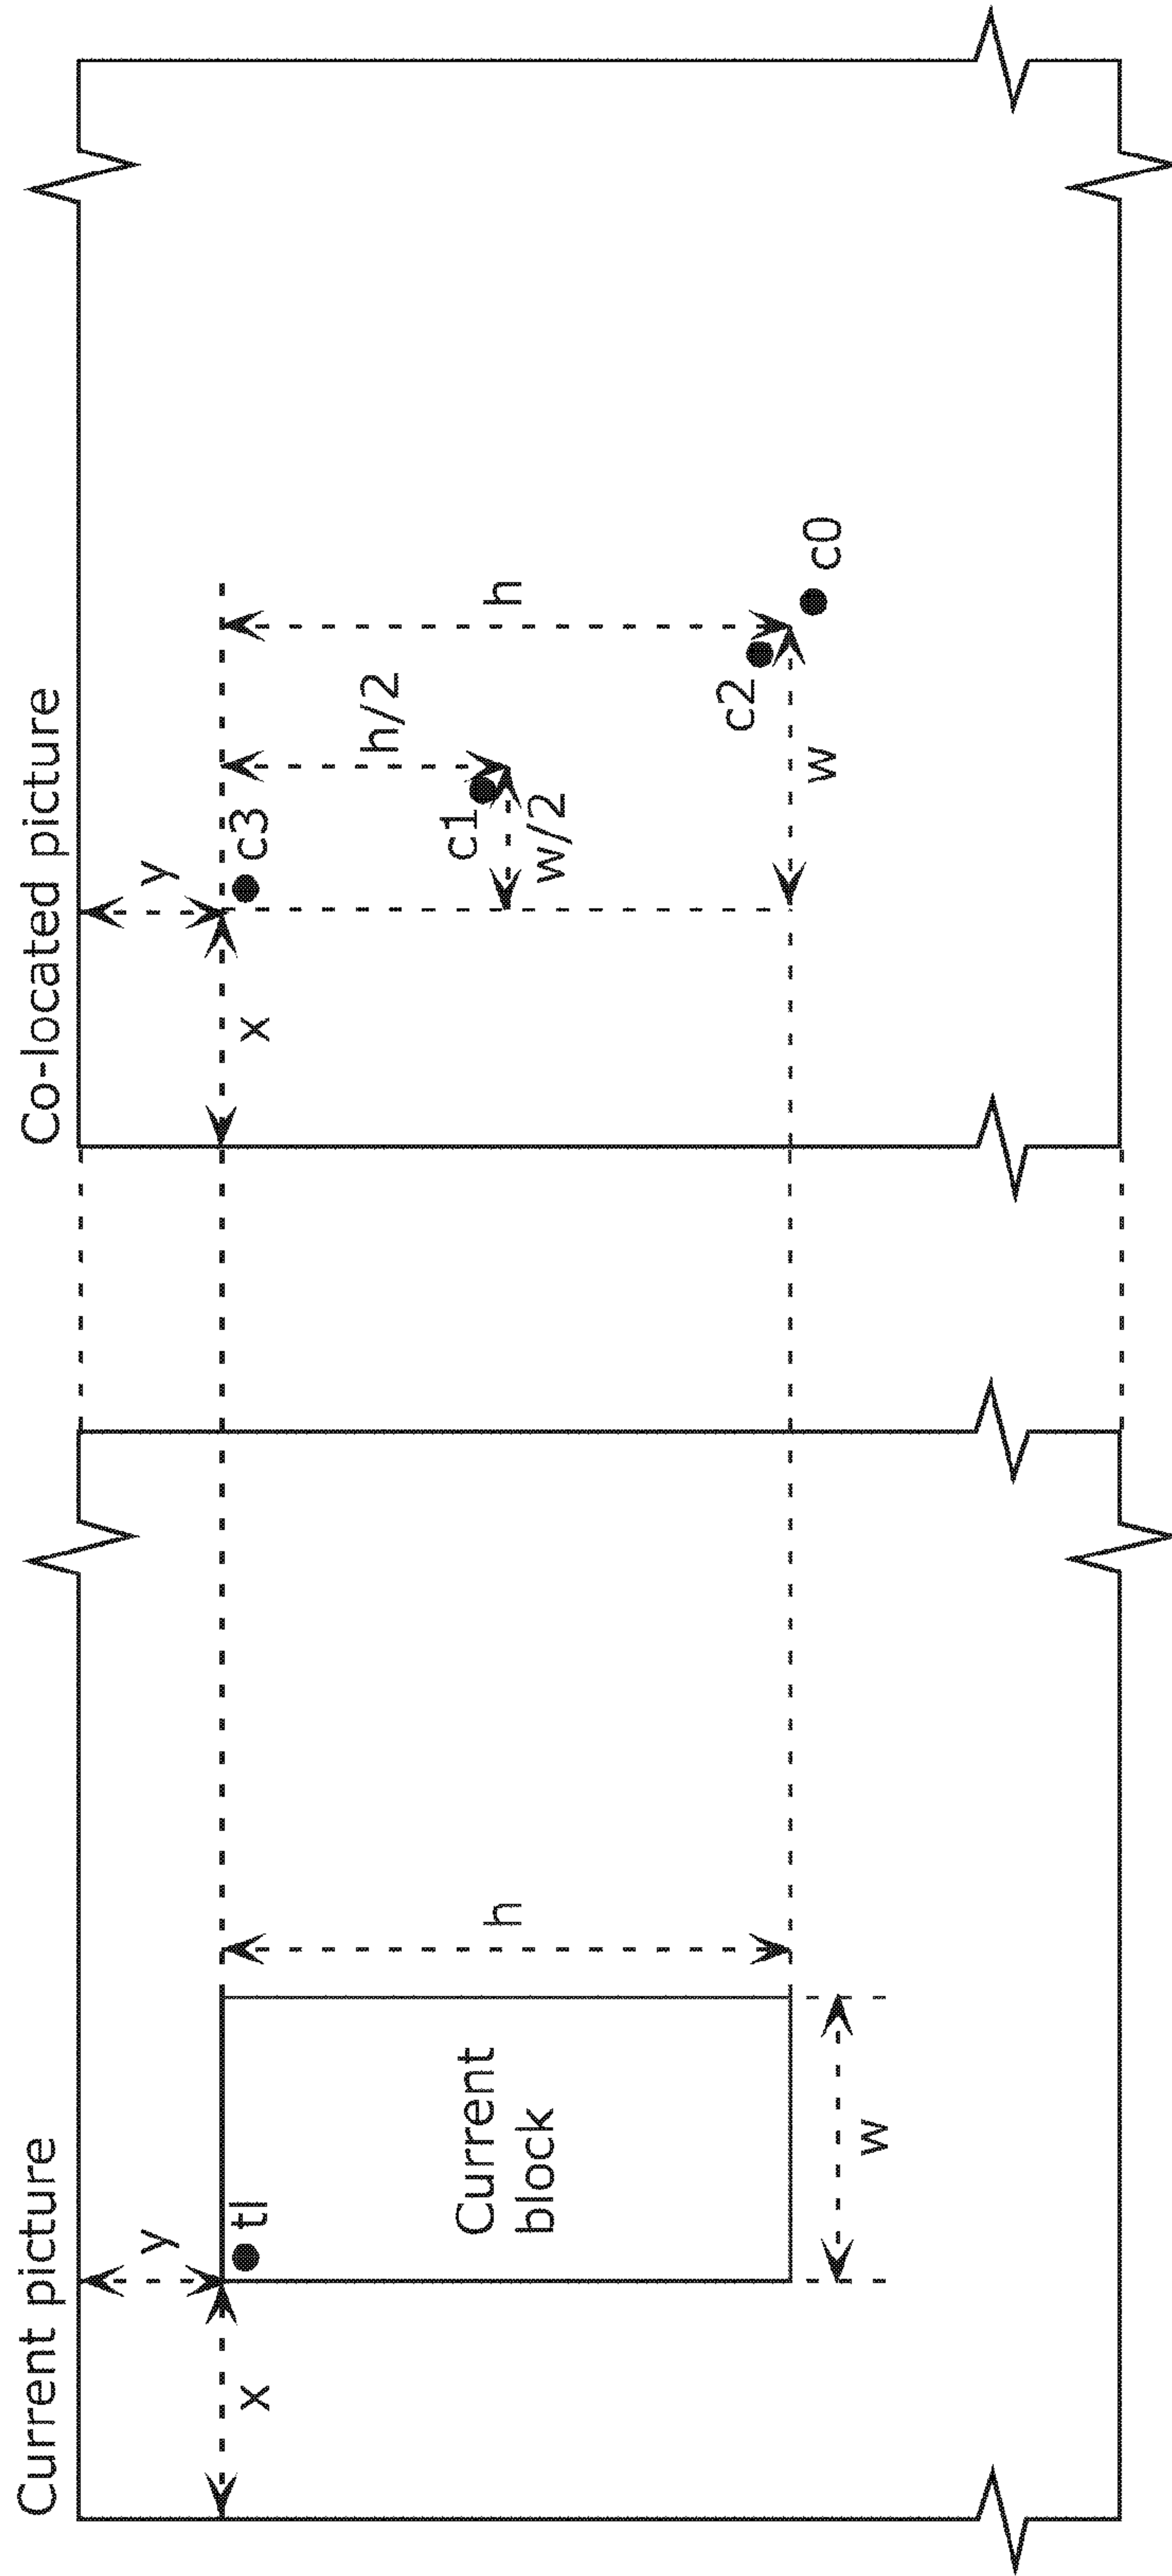 Current picture
y
x
tl
Current
block
h
w
Co-located picture
y
x
c3
h/2
h
c1
w/2
c2
w
c0